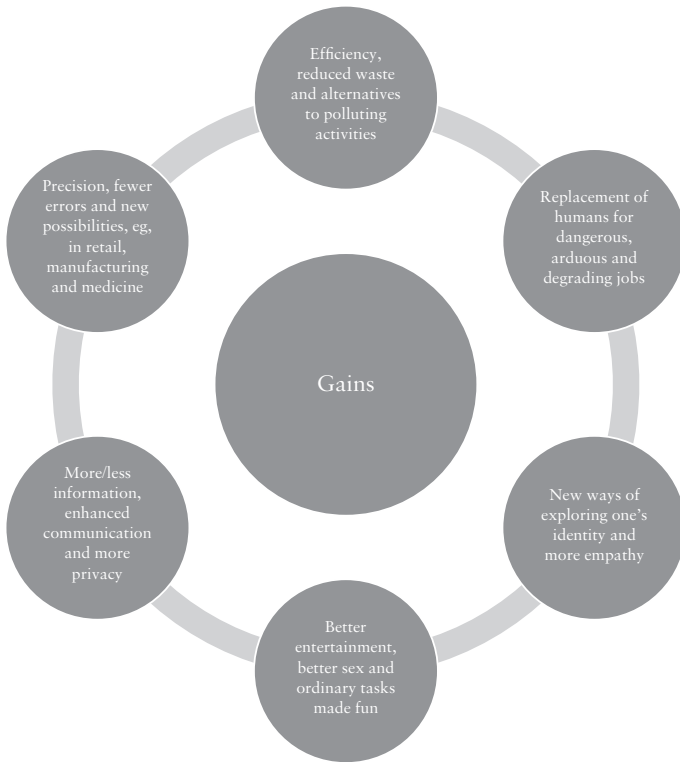 Efficiency,
reduced waste
and alternatives
to polluting
activities
Replacement of
humans for
dangerous,
arduous and
degrading jobs
New ways of
exploring one’s
identity and
more empathy
Better
entertainment,
better sex and
ordinary tasks
made fun
More/less
information,
enhanced
communication
and more
privacy
Precision, fewer
errors and new
possibilities, eg,
in retail,
manufacturing
and medicine
Gains